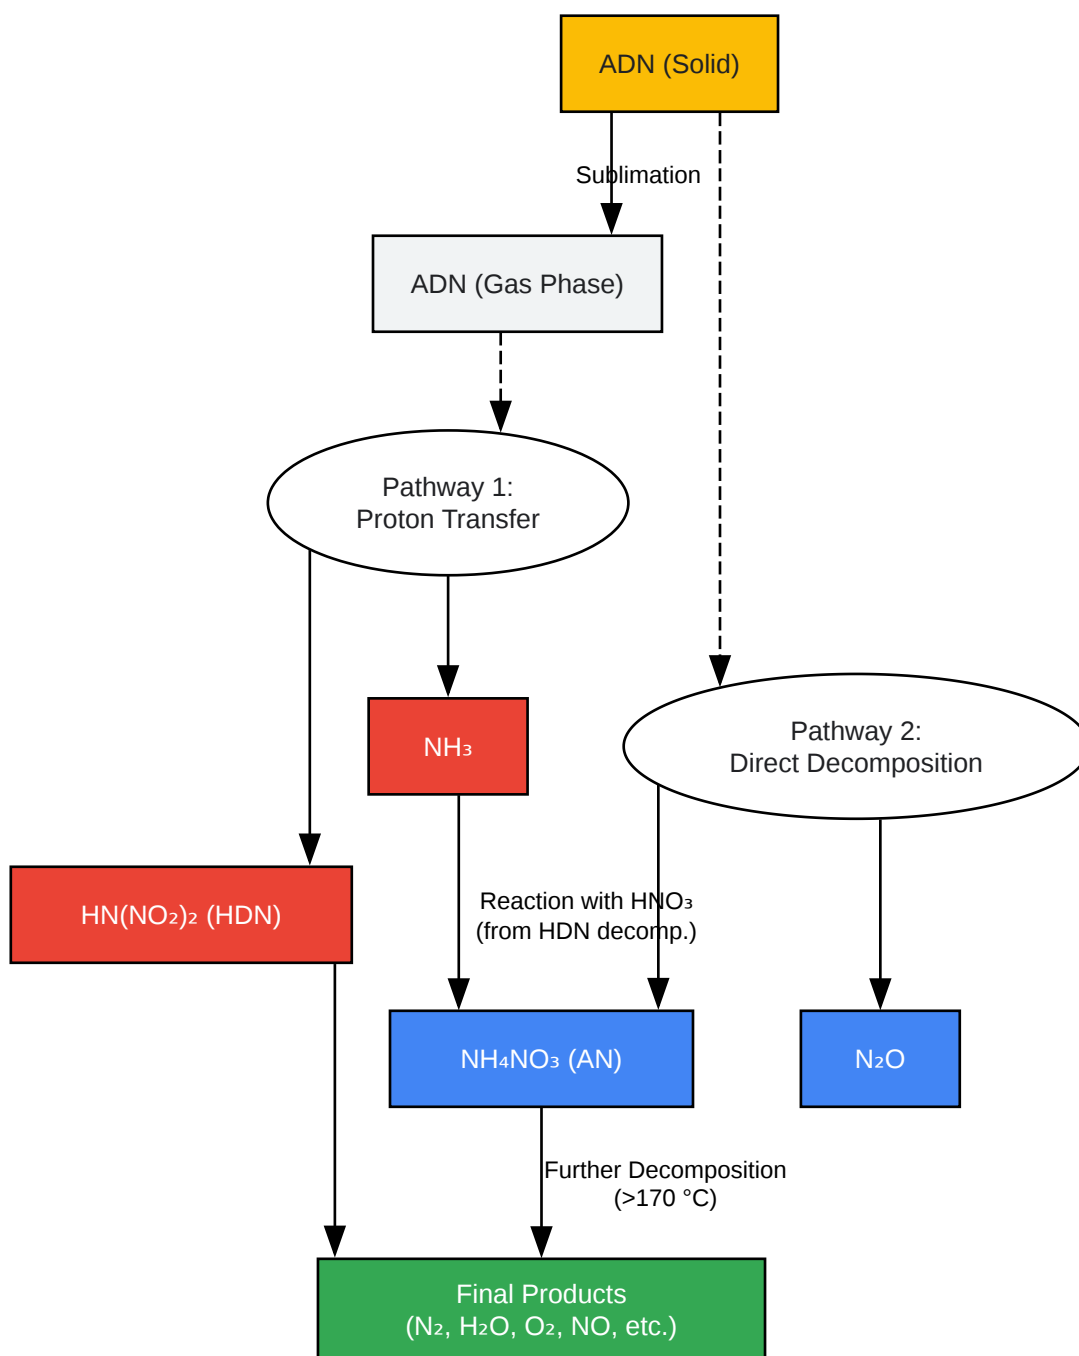 ADN (Solid)
Sublimation
ADN (Gas Phase)
Pathway 1:
Proton Transfer
NH₃
Pathway 2:
Direct Decomposition
HN(NO₂)₂ (HDN)
Reaction with HNO₃
(from HDN decomp.)
NH₄NO₃ (AN)
N₂O
Further Decomposition
(>170 °C)
Final Products
(N₂, H₂O, O₂, NO, etc.)